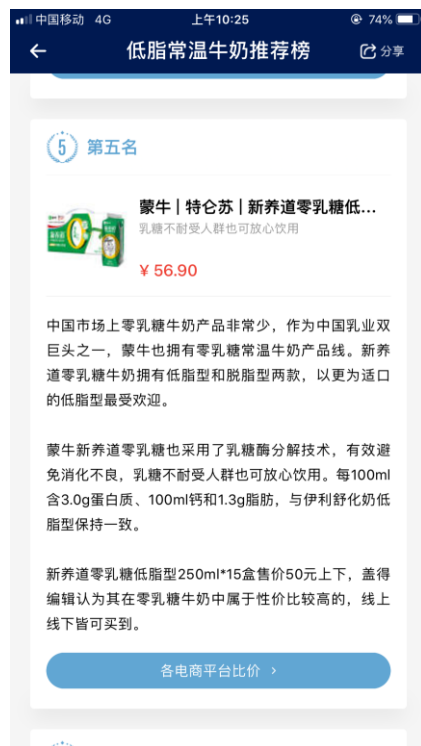 中国移动 4G 上午10:25 74%
低脂常温牛奶推荐榜 分享
5 第五名
蒙牛 | 特仑苏 | 新养道零乳糖低...
乳糖不耐受人群也可放心饮用
¥ 56.90
中国市场上零乳糖牛奶产品非常少，作为中国乳业双
巨头之一，蒙牛也拥有零乳糖常温牛奶产品线。新养
道零乳糖牛奶拥有低脂型和脱脂型两款，以更为适口
的低脂型最受欢迎。
蒙牛新养道零乳糖也采用了乳糖酶分解技术，有效避
免消化不良，乳糖不耐受人群也可放心饮用。每100ml
含3.0g蛋白质、100ml钙和1.3g脂肪，与伊利舒化奶低
脂型保持一致。
新养道零乳糖低脂型250ml*15盒售价50元上下，盖得
编辑认为其在零乳糖牛奶中属于性价比较高的，线上
线下皆可买到。
各电商平台比价 ›